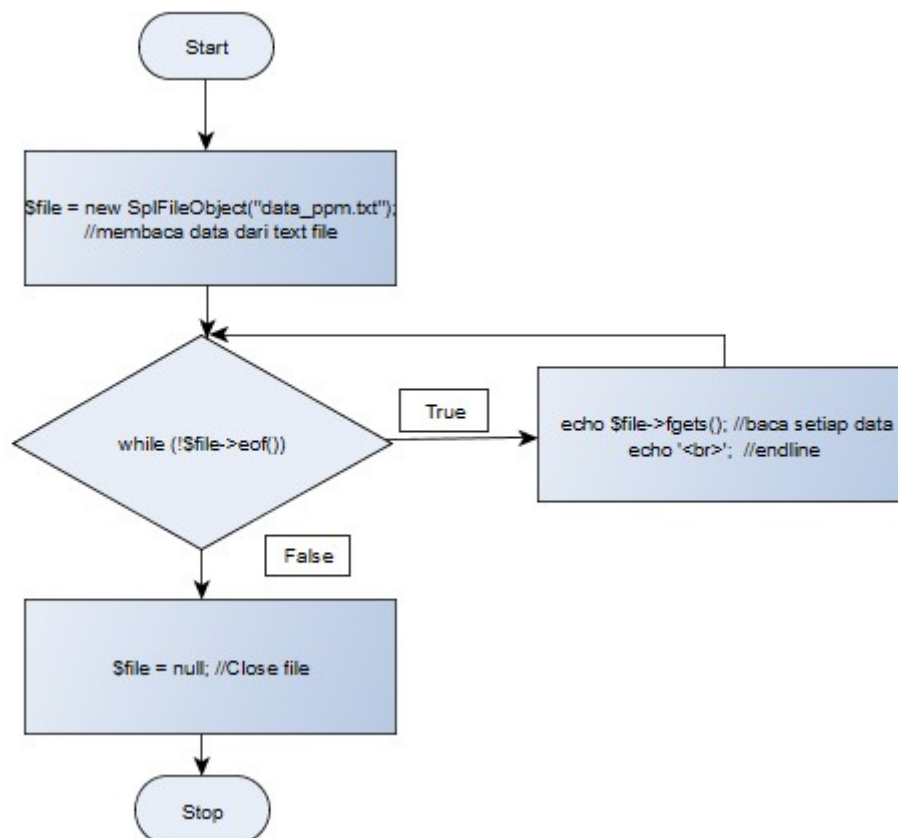 Start
$file = new SplFileObject("data_ppm.txt");
//membaca data dari text file
while (!$file->eof())
True
echo $file->fgets(); //baca setiap data
echo '<br>'; //endline
False
$file = null; //Close file
Stop